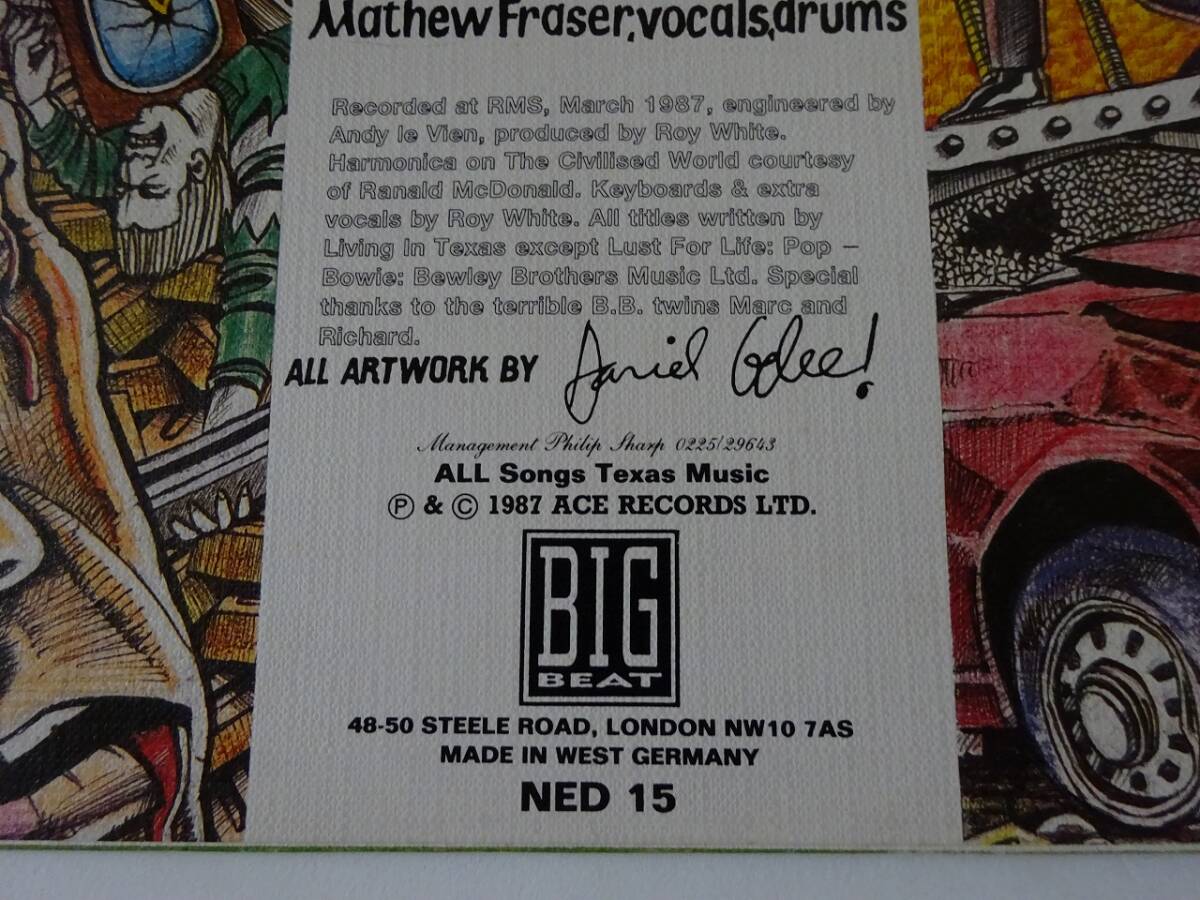 Mathew Fraser,vocals,drums
Recorded at RMS, March 1987, engineered by
Andy le Vien, produced by Roy White.
Harmonica on The Civilised World courtesy
of Ranald McDonald. Keyboards & extra
vocals by Roy White. All titles written by
Living In Texas except Lust For Life: Pop –
Bowie: Bewley Brothers Music Ltd. Special
thanks to the terrible B.B. twins Marc and
Richard.
ALL ARTWORK BY Daniel
Management Philip Sharp 0225/29643
ALL Songs Texas Music
Ⓟ & © 1987 ACE RECORDS LTD.
BIG
BEAT
48-50 STEELE ROAD, LONDON NW10 7AS
MADE IN WEST GERMANY
NED 15